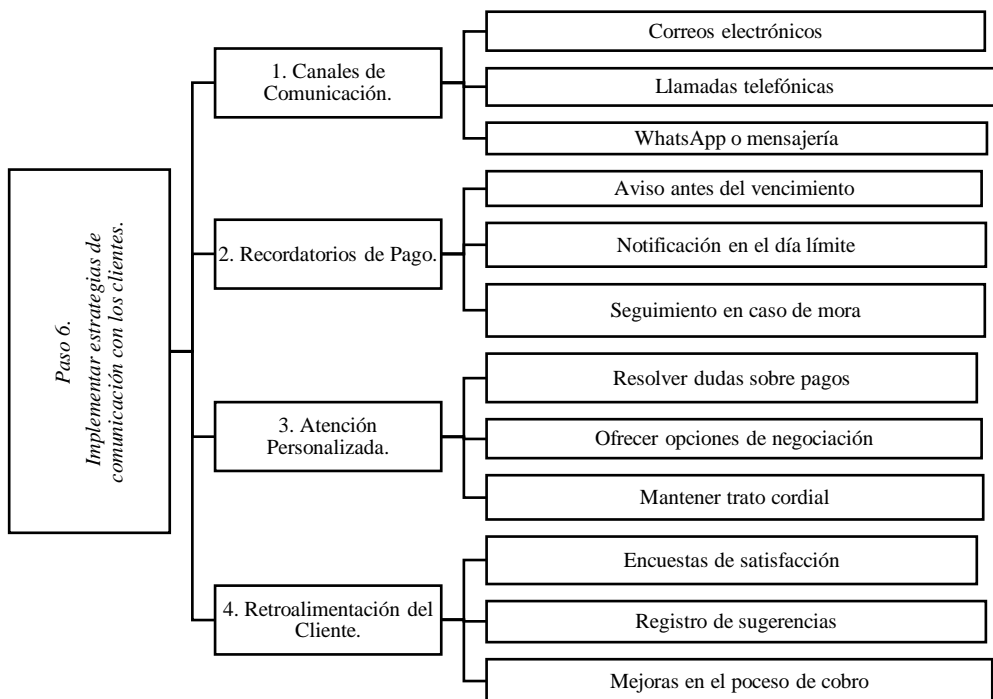 Paso 6.
Implementar estrategias de
comunicación con los clientes.
1. Canales de
Comunicación.
Correos electrónicos
Llamadas telefónicas
WhatsApp o mensajería
2. Recordatorios de Pago.
Aviso antes del vencimiento
Notificación en el día límite
Seguimiento en caso de mora
3. Atención
Personalizada.
Resolver dudas sobre pagos
Ofrecer opciones de negociación
Mantener trato cordial
4. Retroalimentación del
Cliente.
Encuestas de satisfacción
Registro de sugerencias
Mejoras en el poceso de cobro